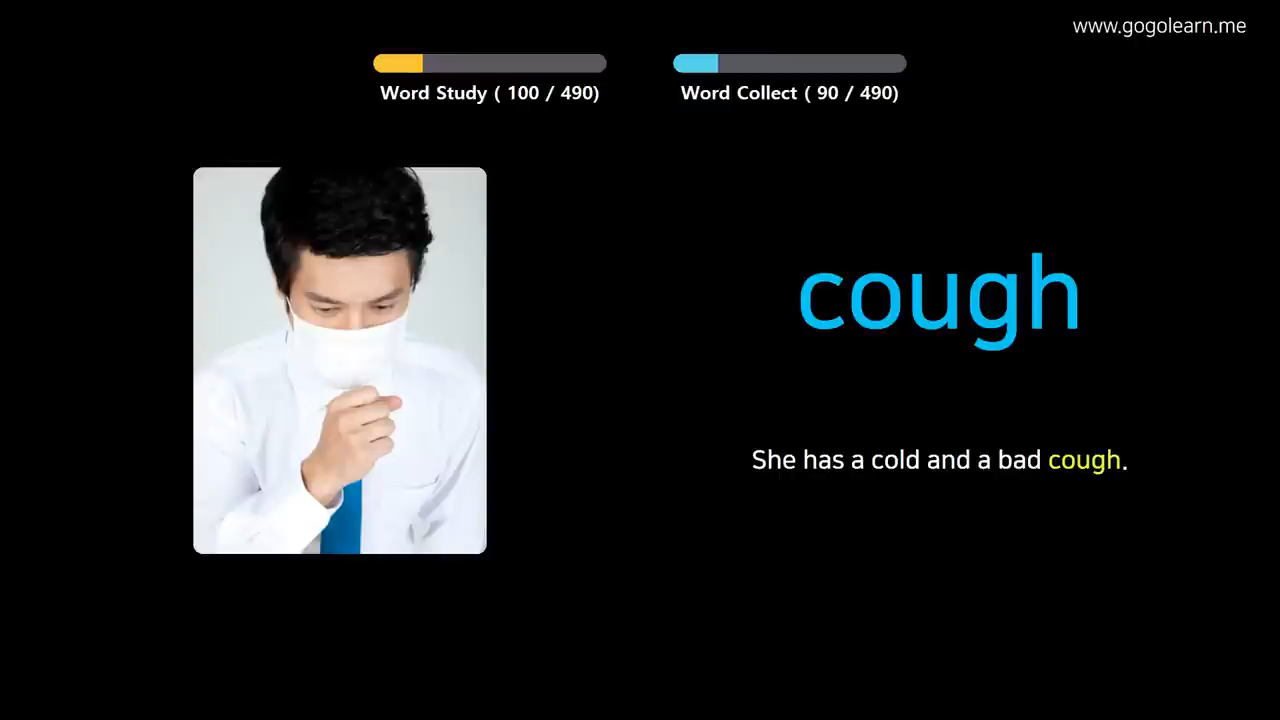 www.gogolearn.me
Word Study ( 100 / 490)
Word Collect ( 90 / 490)
cough
She has a cold and a bad cough.